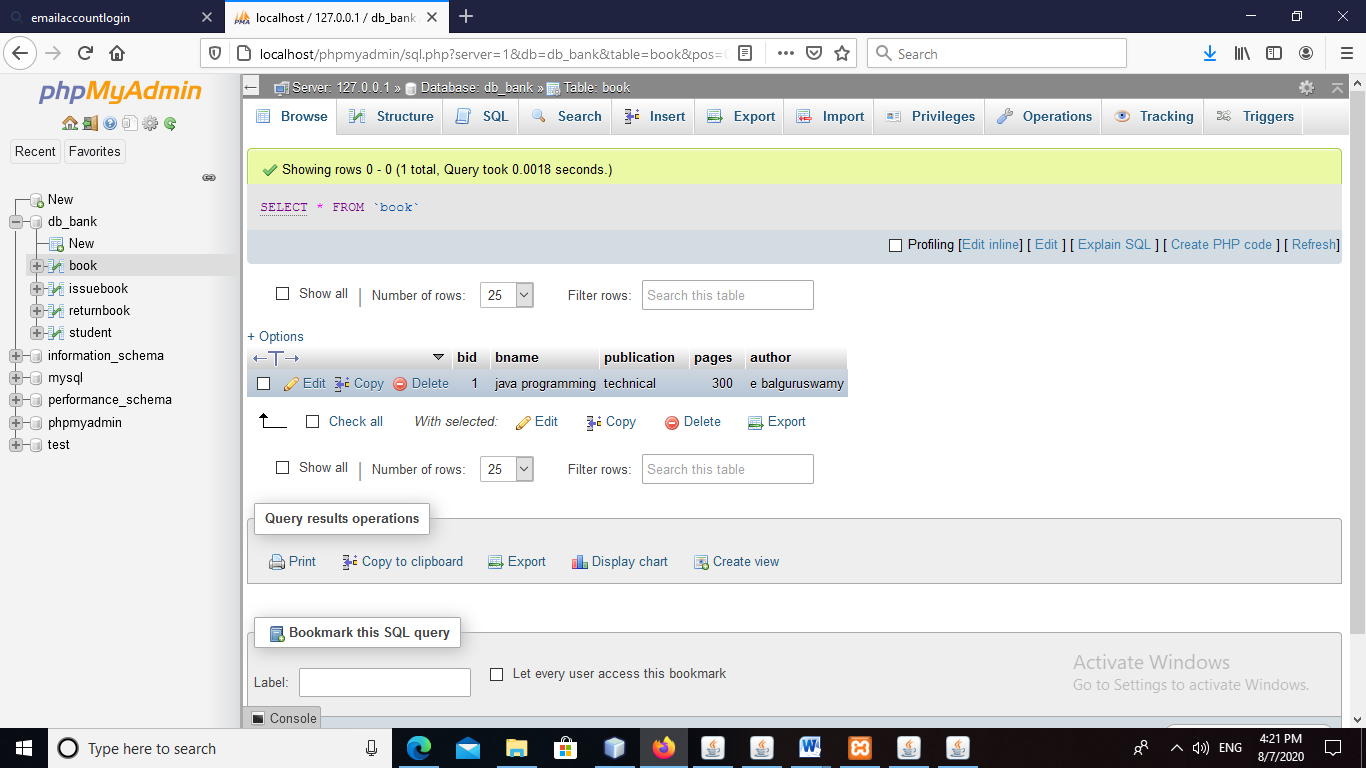 emailaccountlogin
localhost / 127.0.0.1 / db_bank
localhost/phpmyadmin/sql.php?server=1&db=db_bank&table=book&pos=
Search
phpMyAdmin
Recent Favorites
New
db_bank
New
book
issuebook
returnbook
student
information_schema
mysql
performance_schema
phpmyadmin
test
Server: 127.0.0.1 » Database: db_bank » Table: book
Browse Structure SQL Search Insert Export Import Privileges Operations Tracking Triggers
Showing rows 0 - 0 (1 total, Query took 0.0018 seconds.)
SELECT * FROM `book`
Profiling [Edit inline] [ Edit ] [ Explain SQL ] [ Create PHP code ] [ Refresh]
Show all | Number of rows: 25 Filter rows: Search this table
+ Options
←T→ bid bname publication pages author
Edit Copy Delete 1 java programming technical 300 e balguruswamy
Check all With selected: Edit Copy Delete Export
Show all | Number of rows: 25 Filter rows: Search this table
Query results operations
Print Copy to clipboard Export Display chart Create view
Bookmark this SQL query
Label: Let every user access this bookmark
Activate Windows
Go to Settings to activate Windows.
Console
Type here to search
ENG
4:21 PM
8/7/2020